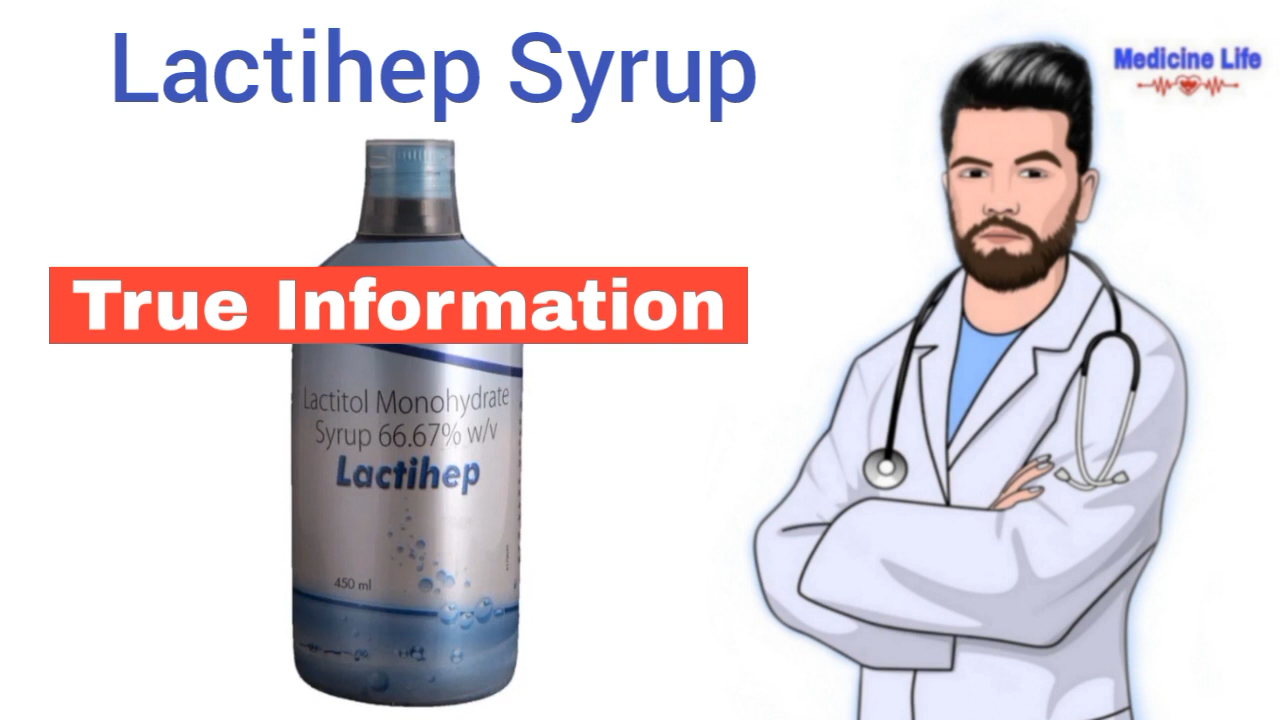 Lactihep Syrup
Medicine Life
True Information
Lactitol Monohydrate
Syrup 66.67% w/v
Lactihep
450 ml